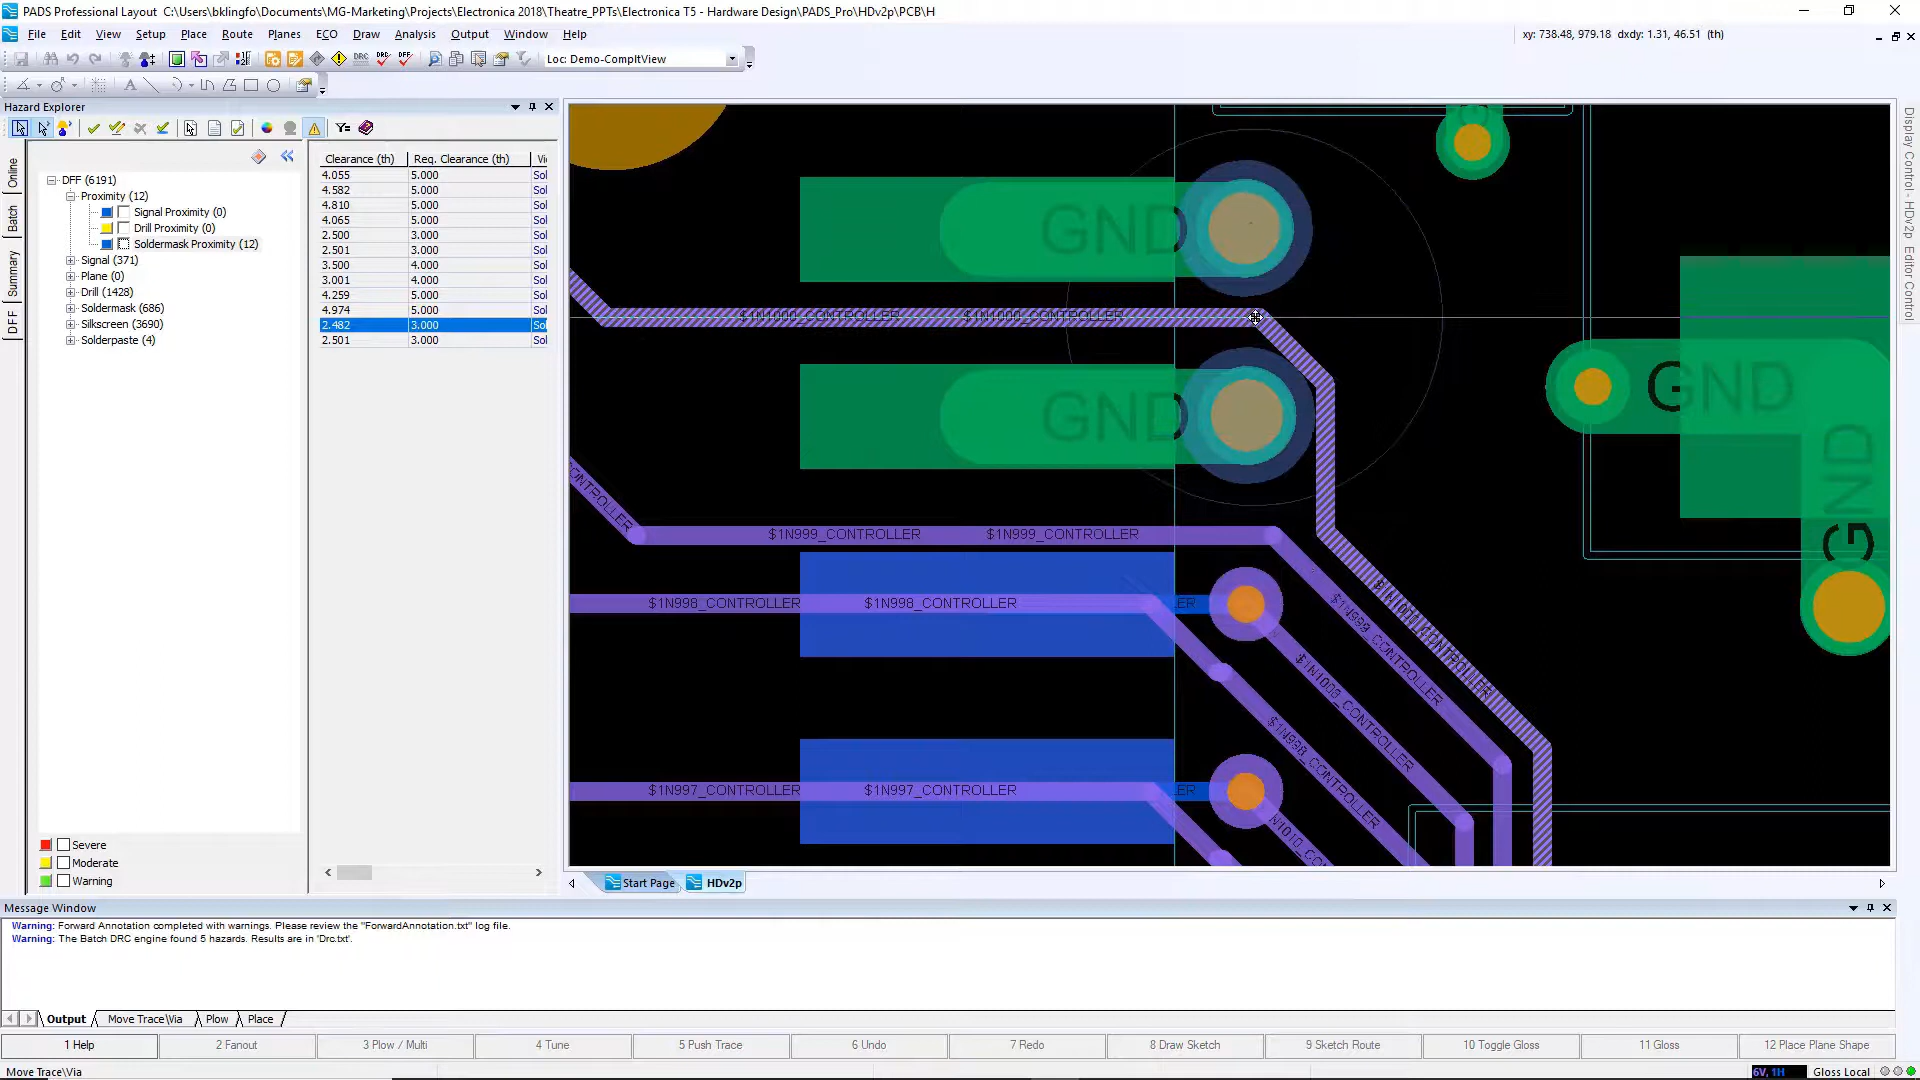 PADS Professional Layout C:\Users\bklingfo\Documents\MG-Marketing\Projects\Electronica 2018\Theatre_PPTs\Electronica T5 - Hardware Design\PADS_Pro\HDv2p\PCB\H
File Edit View Setup Place Route Planes ECO Draw Analysis Output Window Help
xy: 738.48, 979.18 dxdy: 1.31, 46.51 (th)
Loc: Demo-CompltView
Hazard Explorer
Online
Batch
Summary
DFF
DFF (6191)
Proximity (12)
Signal Proximity (0)
Drill Proximity (0)
Soldermask Proximity (12)
Signal (371)
Plane (0)
Drill (1428)
Soldermask (686)
Silkscreen (3690)
Solderpaste (4)
Severe
Moderate
Warning
Clearance (th) Req. Clearance (th) Vi
4.055 5.000 Sol
4.582 5.000 Sol
4.810 5.000 Sol
4.065 5.000 Sol
2.500 3.000 Sol
2.501 3.000 Sol
3.500 4.000 Sol
3.001 4.000 Sol
4.259 5.000 Sol
4.974 5.000 Sol
2.482 3.000 Sol
2.501 3.000 Sol
GND
$1N1000_CONTROLLER $1N1000_CONTROLLER
GND
GND
GND
CONTROLLER
$1N999_CONTROLLER $1N999_CONTROLLER
$1N998_CONTROLLER $1N998_CONTROLLER ER
$1N997_CONTROLLER $1N997_CONTROLLER ER
$1N1000_CONTROLLER
$1N999_CONTROLLER
$1N998_CONTROLLER
N1010_CO
Display Control - HDv2p Editor Control
Start Page HDv2p
Message Window
Warning: Forward Annotation completed with warnings. Please review the "ForwardAnnotation.txt" log file.
Warning: The Batch DRC engine found 5 hazards. Results are in 'Drc.txt'.
Output Move Trace\Via Plow Place
1 Help 2 Fanout 3 Plow / Multi 4 Tune 5 Push Trace 6 Undo 7 Redo 8 Draw Sketch 9 Sketch Route 10 Toggle Gloss 11 Gloss 12 Place Plane Shape
Move Trace/Via
6V, 1H Gloss Local